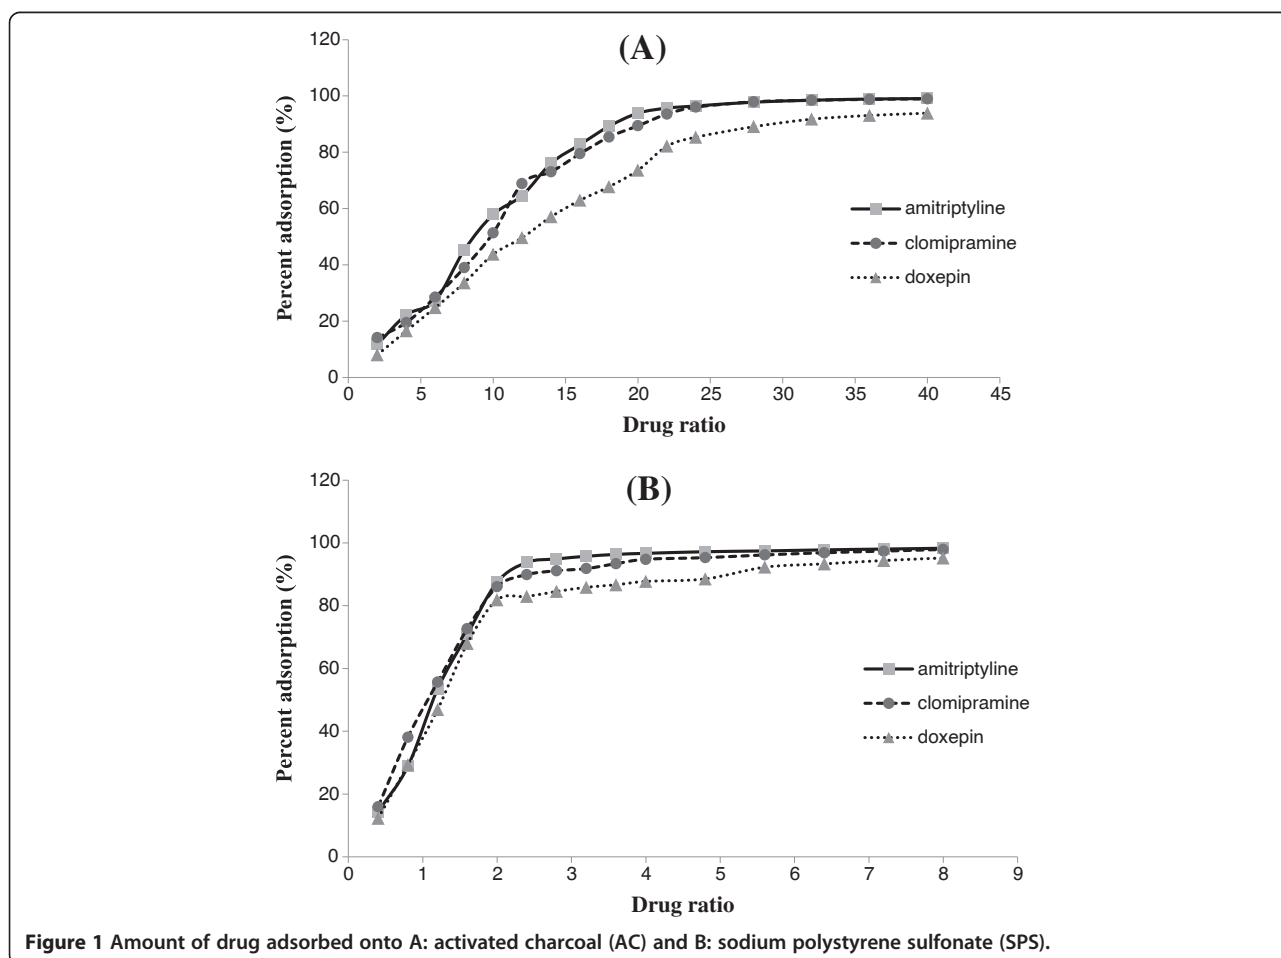 (A)
120
100
80
60
40
20
0
Percent adsorption (%)
0 5 10 15 20 25 30 35 40 45
Drug ratio
amitriptyline
clomipramine
doxepin
(B)
120
100
80
60
40
20
0
Percent adsorption (%)
0 1 2 3 4 5 6 7 8 9
Drug ratio
amitriptyline
clomipramine
doxepin
Figure 1 Amount of drug adsorbed onto A: activated charcoal (AC) and B: sodium polystyrene sulfonate (SPS).